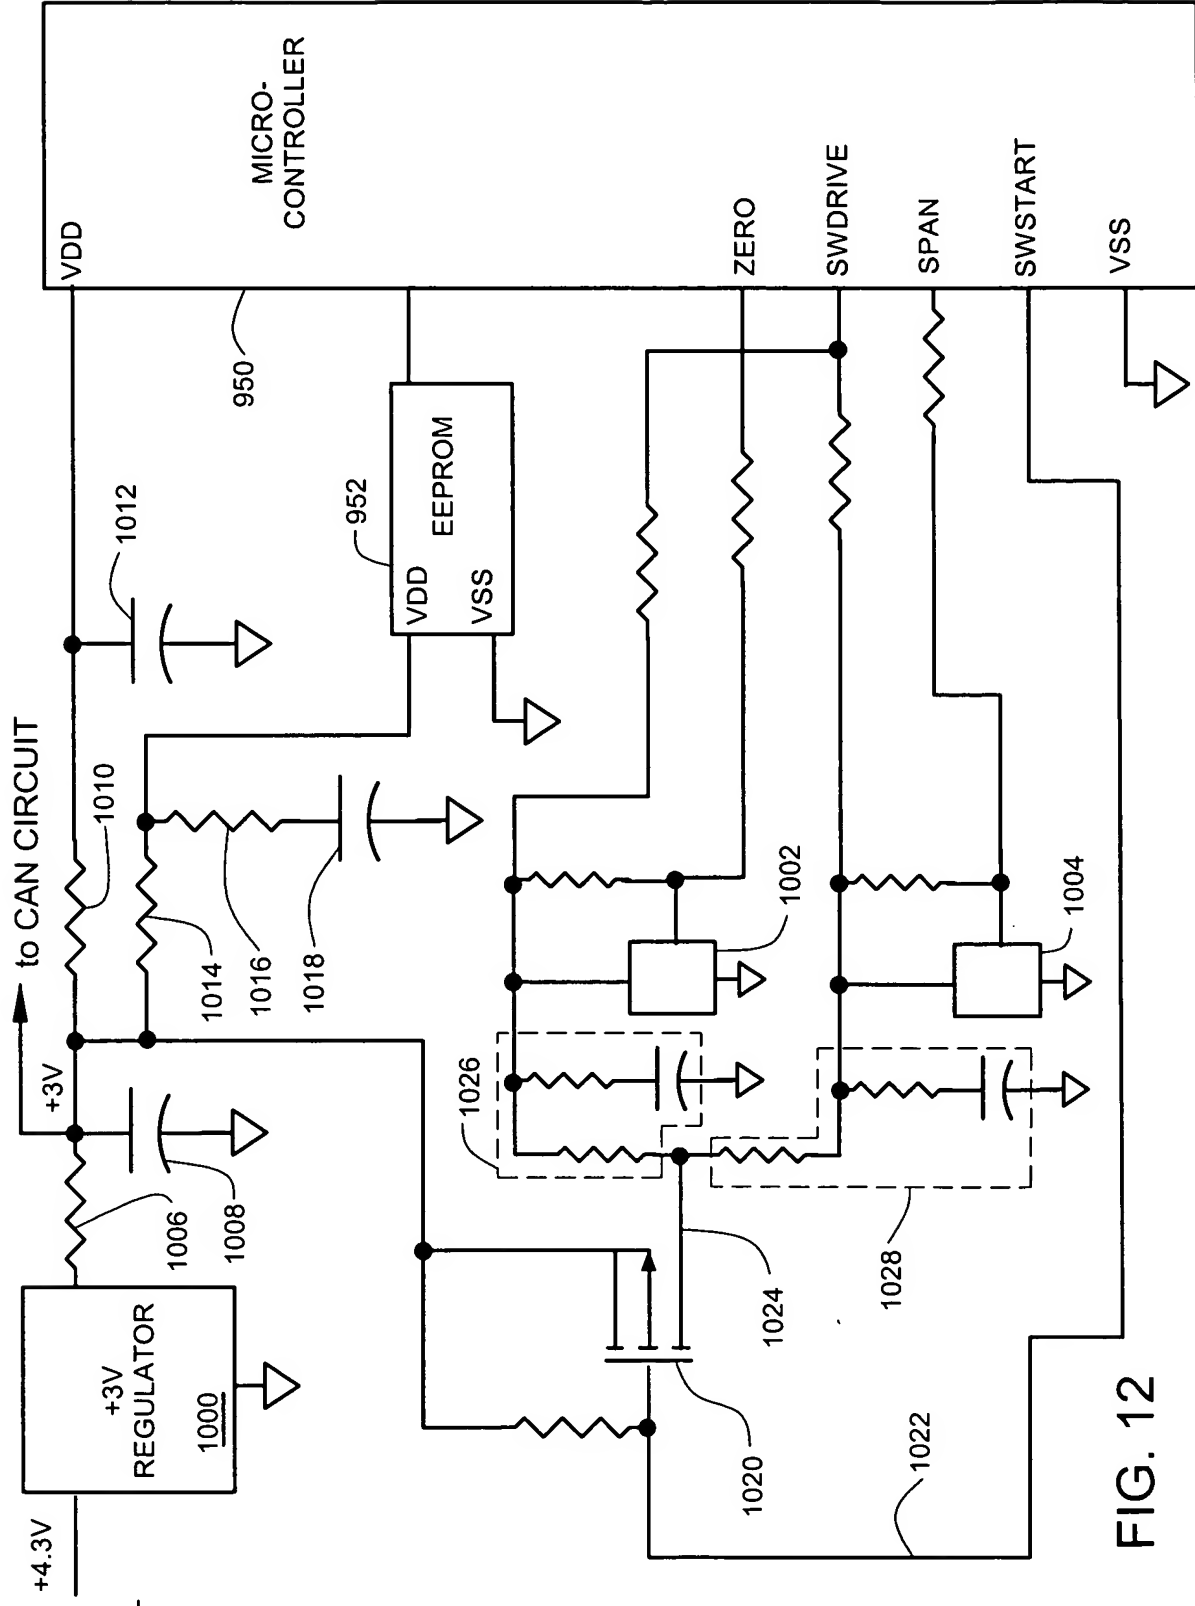 +4.3V
+3V
REGULATOR
1000
1006
1008
+3V
to CAN CIRCUIT
1010
1012
1014
1016
1018
VDD
MICRO-
CONTROLLER
950
952
EEPROM
VDD
VSS
ZERO
SWDRIVE
SPAN
SWSTART
VSS
1002
1004
1026
1028
1024
1020
1022
FIG. 12